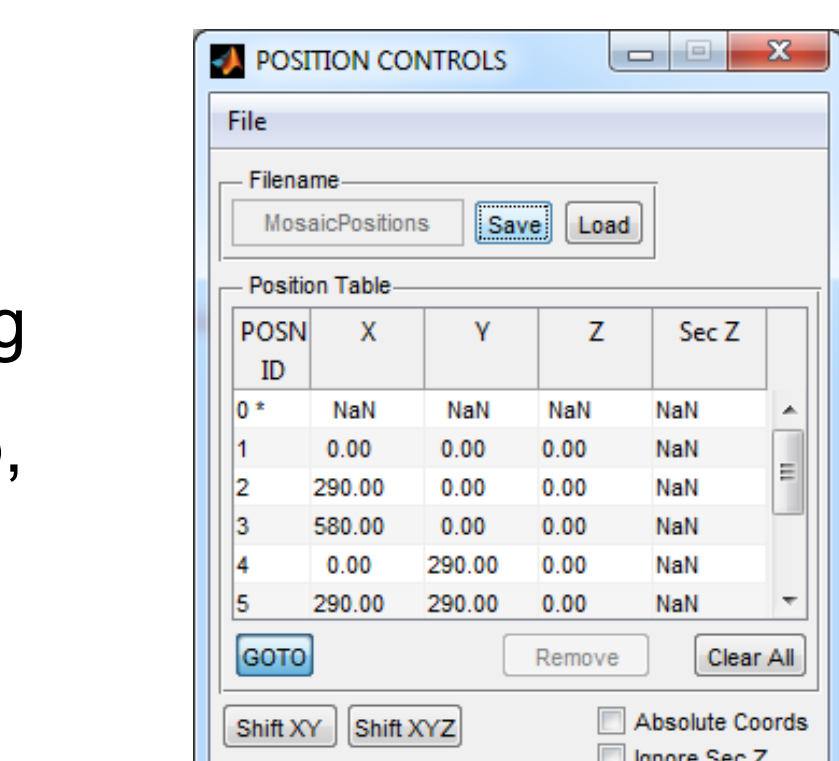 POSITION CONTROLS
File
Filename
MosaicPositions Save Load
g
,
Position Table
POSN ID X Y Z Sec Z
0 * NaN NaN NaN NaN
1 0.00 0.00 0.00 NaN
2 290.00 0.00 0.00 NaN
3 580.00 0.00 0.00 NaN
4 0.00 290.00 0.00 NaN
5 290.00 290.00 0.00 NaN
GOTO Remove Clear All
Shift XY Shift XYZ Absolute Coords
Ignore Sec Z